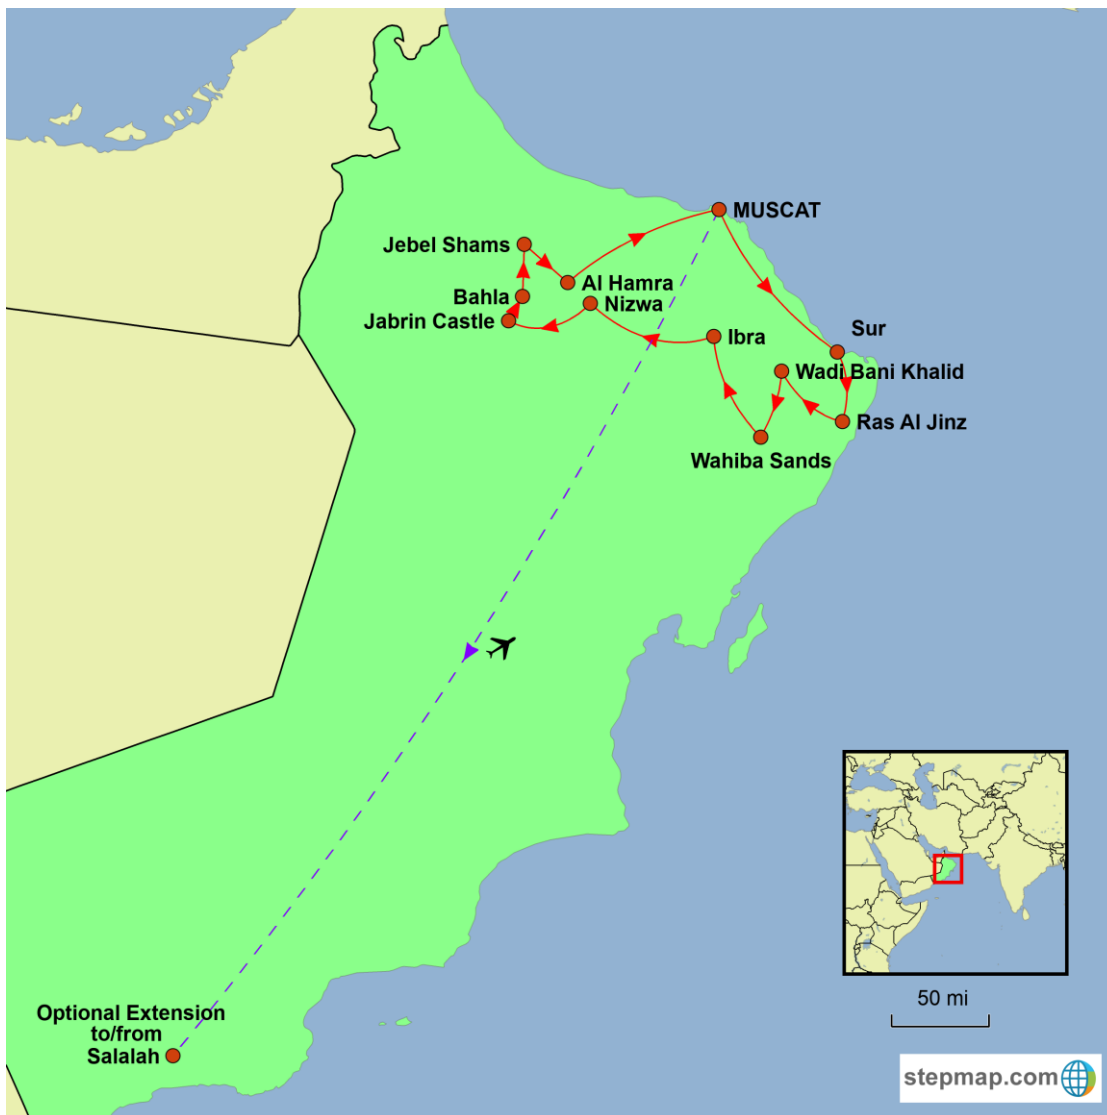 MUSCAT
Jebel Shams
Al Hamra
Bahla
Nizwa
Jabrin Castle
Ibra
Sur
Wadi Bani Khalid
Ras Al Jinz
Wahiba Sands
Optional Extension
to/from
Salalah
50 mi
stepmap.com